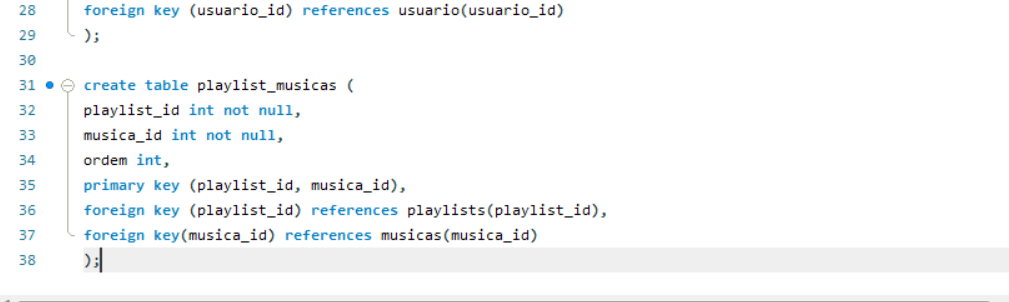 28 foreign key (usuario_id) references usuario(usuario_id)
29 );
30
31 create table playlist_musicas (
32 playlist_id int not null,
33 musica_id int not null,
34 ordem int,
35 primary key (playlist_id, musica_id),
36 foreign key (playlist_id) references playlists(playlist_id),
37 foreign key(musica_id) references musicas(musica_id)
38 );